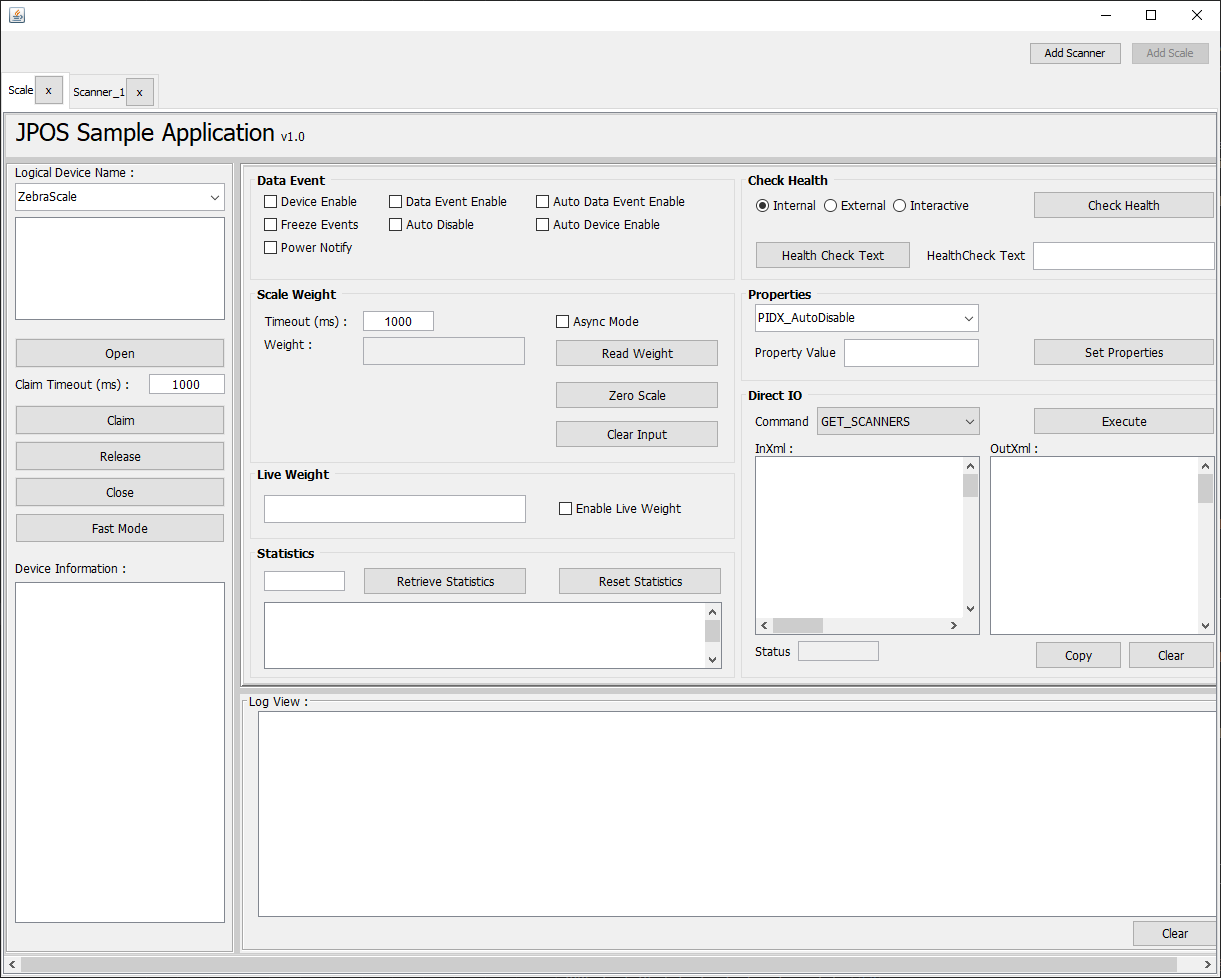 Add Scanner
Add Scale
Scale x
Scanner_1 x
JPOS Sample Application v1.0
Logical Device Name :
ZebraScale
Open
Claim Timeout (ms) : 1000
Claim
Release
Close
Fast Mode
Device Information :
Data Event
Device Enable
Data Event Enable
Auto Data Event Enable
Freeze Events
Auto Disable
Auto Device Enable
Power Notify
Scale Weight
Timeout (ms) : 1000
Async Mode
Weight :
Read Weight
Zero Scale
Clear Input
Live Weight
Enable Live Weight
Statistics
Retrieve Statistics
Reset Statistics
Check Health
Internal
External
Interactive
Check Health
Health Check Text
HealthCheck Text
Properties
PIDX_AutoDisable
Property Value
Set Properties
Direct IO
Command
GET_SCANNERS
Execute
InXml :
OutXml :
Status
Copy
Clear
Log View :
Clear